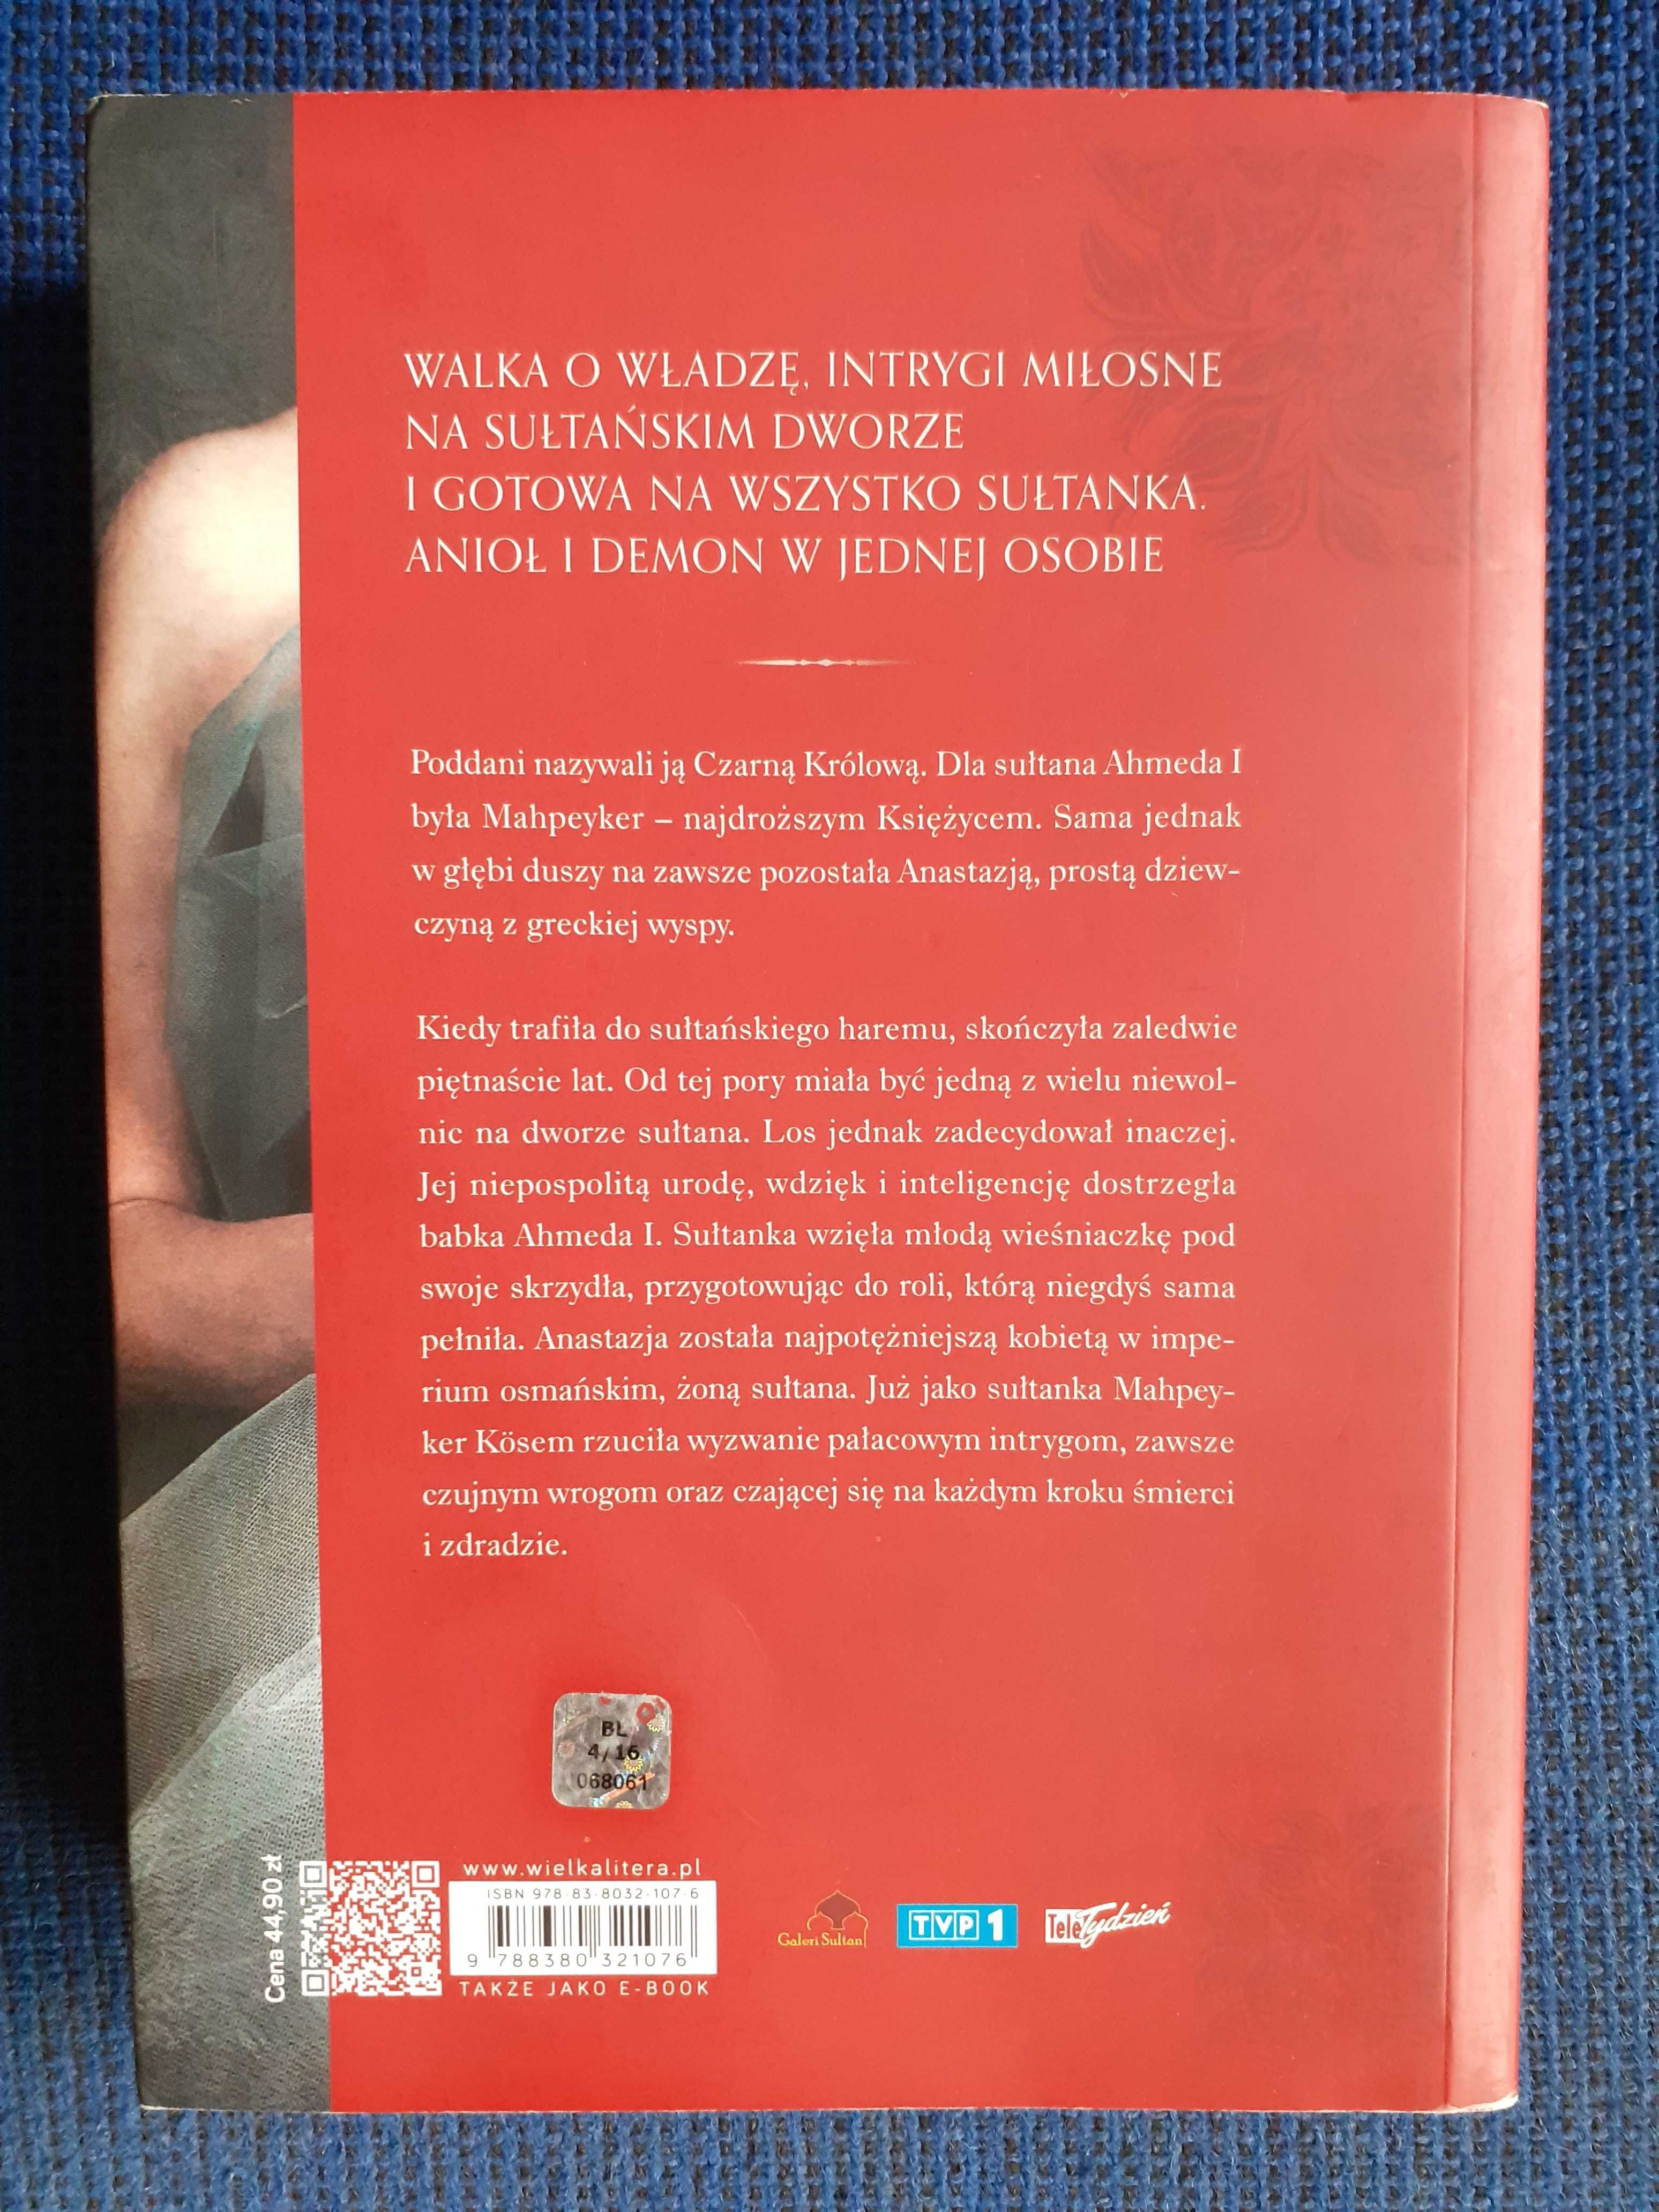 WALKA O WŁADZĘ, INTRYGI MIŁOSNE
NA SUŁTAŃSKIM DWORZE
I GOTOWA NA WSZYSTKO SUŁTANKA.
ANIOŁ I DEMON W JEDNEJ OSOBIE
Poddani nazywali ją Czarną Królową. Dla sułtana Ahmeda I
była Mahpeyker – najdroższym Księżycem. Sama jednak
w głębi duszy na zawsze pozostała Anastazją, prostą dziew-
czyną z greckiej wyspy.
Kiedy trafiła do sułtańskiego haremu, skończyła zaledwie
piętnaście lat. Od tej pory miała być jedną z wielu niewol-
nic na dworze sułtana. Los jednak zadecydował inaczej.
Jej niepospolitą urodę, wdzięk i inteligencję dostrzegła
babka Ahmeda I. Sułtanka wzięła młodą wieśniaczkę pod
swoje skrzydła, przygotowując do roli, którą niegdyś sama
pełniła. Anastazja została najpotężniejszą kobietą w impe-
rium osmańskim, żoną sułtana. Już jako sułtanka Mahpey-
ker Kösem rzuciła wyzwanie pałacowym intrygom, zawsze
czujnym wrogom oraz czającej się na każdym kroku śmierci
i zdradzie.
BL
4/16
068061
Cena 44,90 zł
www.wielkalitera.pl
ISBN 978-83-8032-107-6
9 788380 321076
TAKŻE JAKO E-BOOK
Galeri Sultan
TVP 1
Tele Tydzień